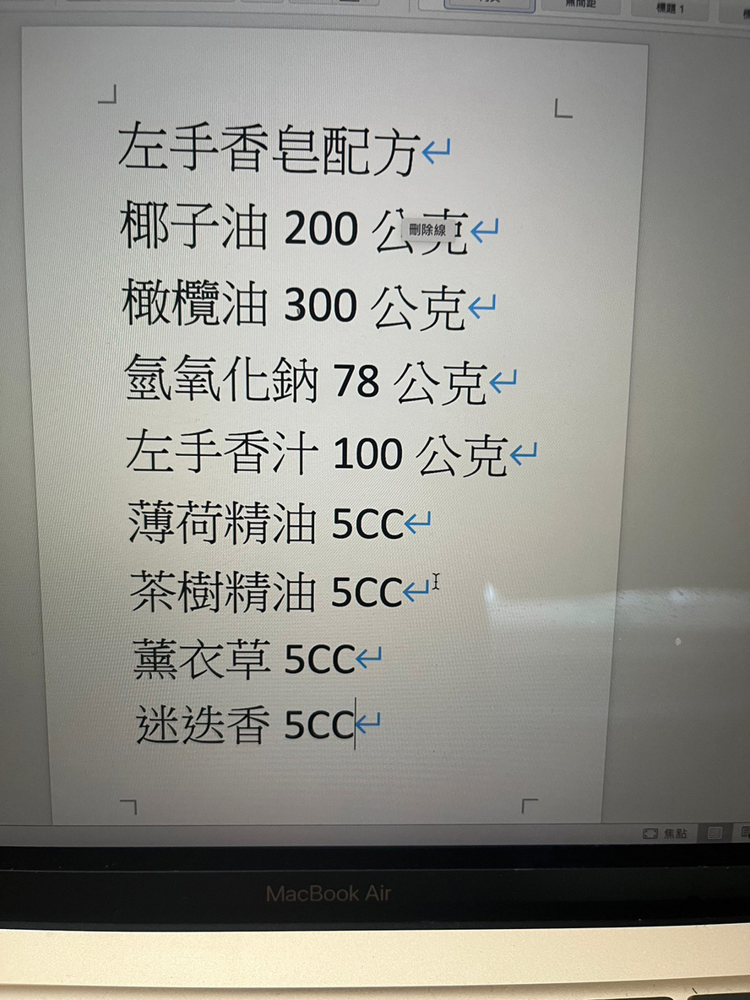 無間距
標題 1
左手香皂配方
椰子油 200 公克
刪除線
橄欖油 300 公克
氫氧化鈉 78 公克
左手香汁 100 公克
薄荷精油 5CC
茶樹精油 5CC
薰衣草 5CC
迷迭香 5CC
焦點
MacBook Air